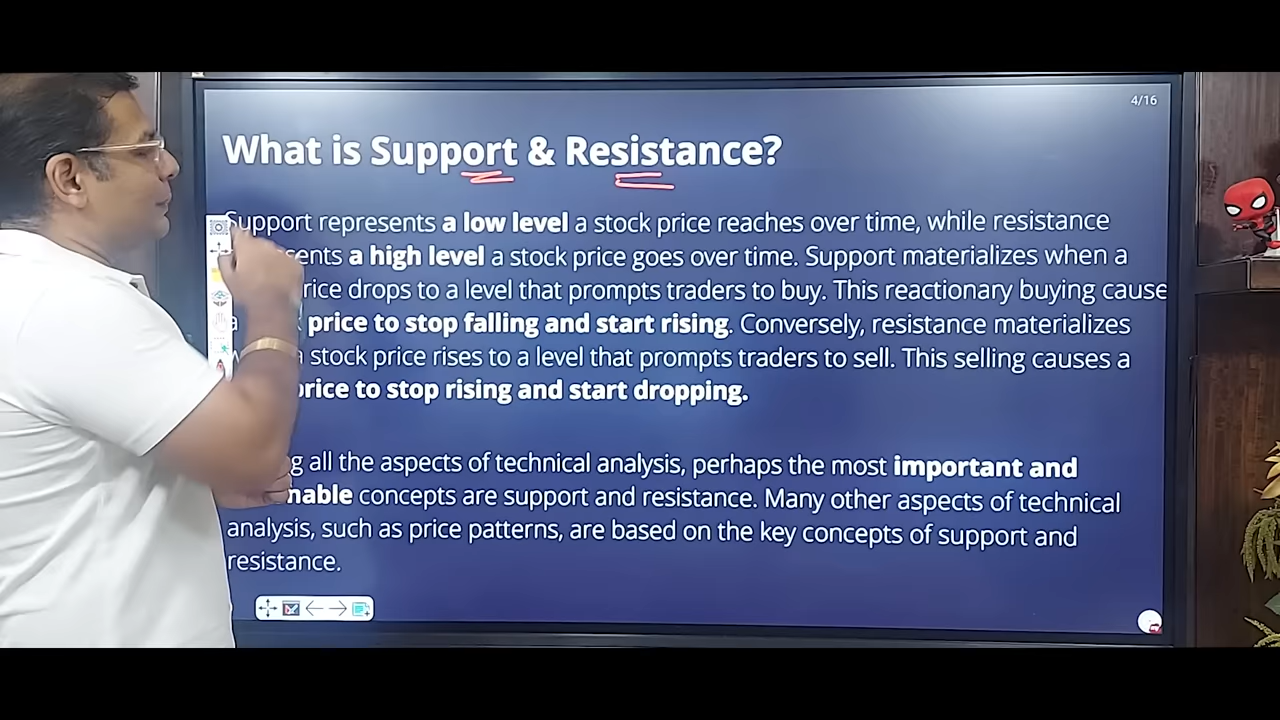 4/16
What is Support & Resistance?
Support represents a low level a stock price reaches over time, while resistance
a high level a stock price goes over time. Support materializes when a
drops to a level that prompts traders to buy. This reactionary buying cause
price to stop falling and start rising. Conversely, resistance materializes
a stock price rises to a level that prompts traders to sell. This selling causes a
price to stop rising and start dropping.
all the aspects of technical analysis, perhaps the most important and
concepts are support and resistance. Many other aspects of technical
analysis, such as price patterns, are based on the key concepts of support and
resistance.